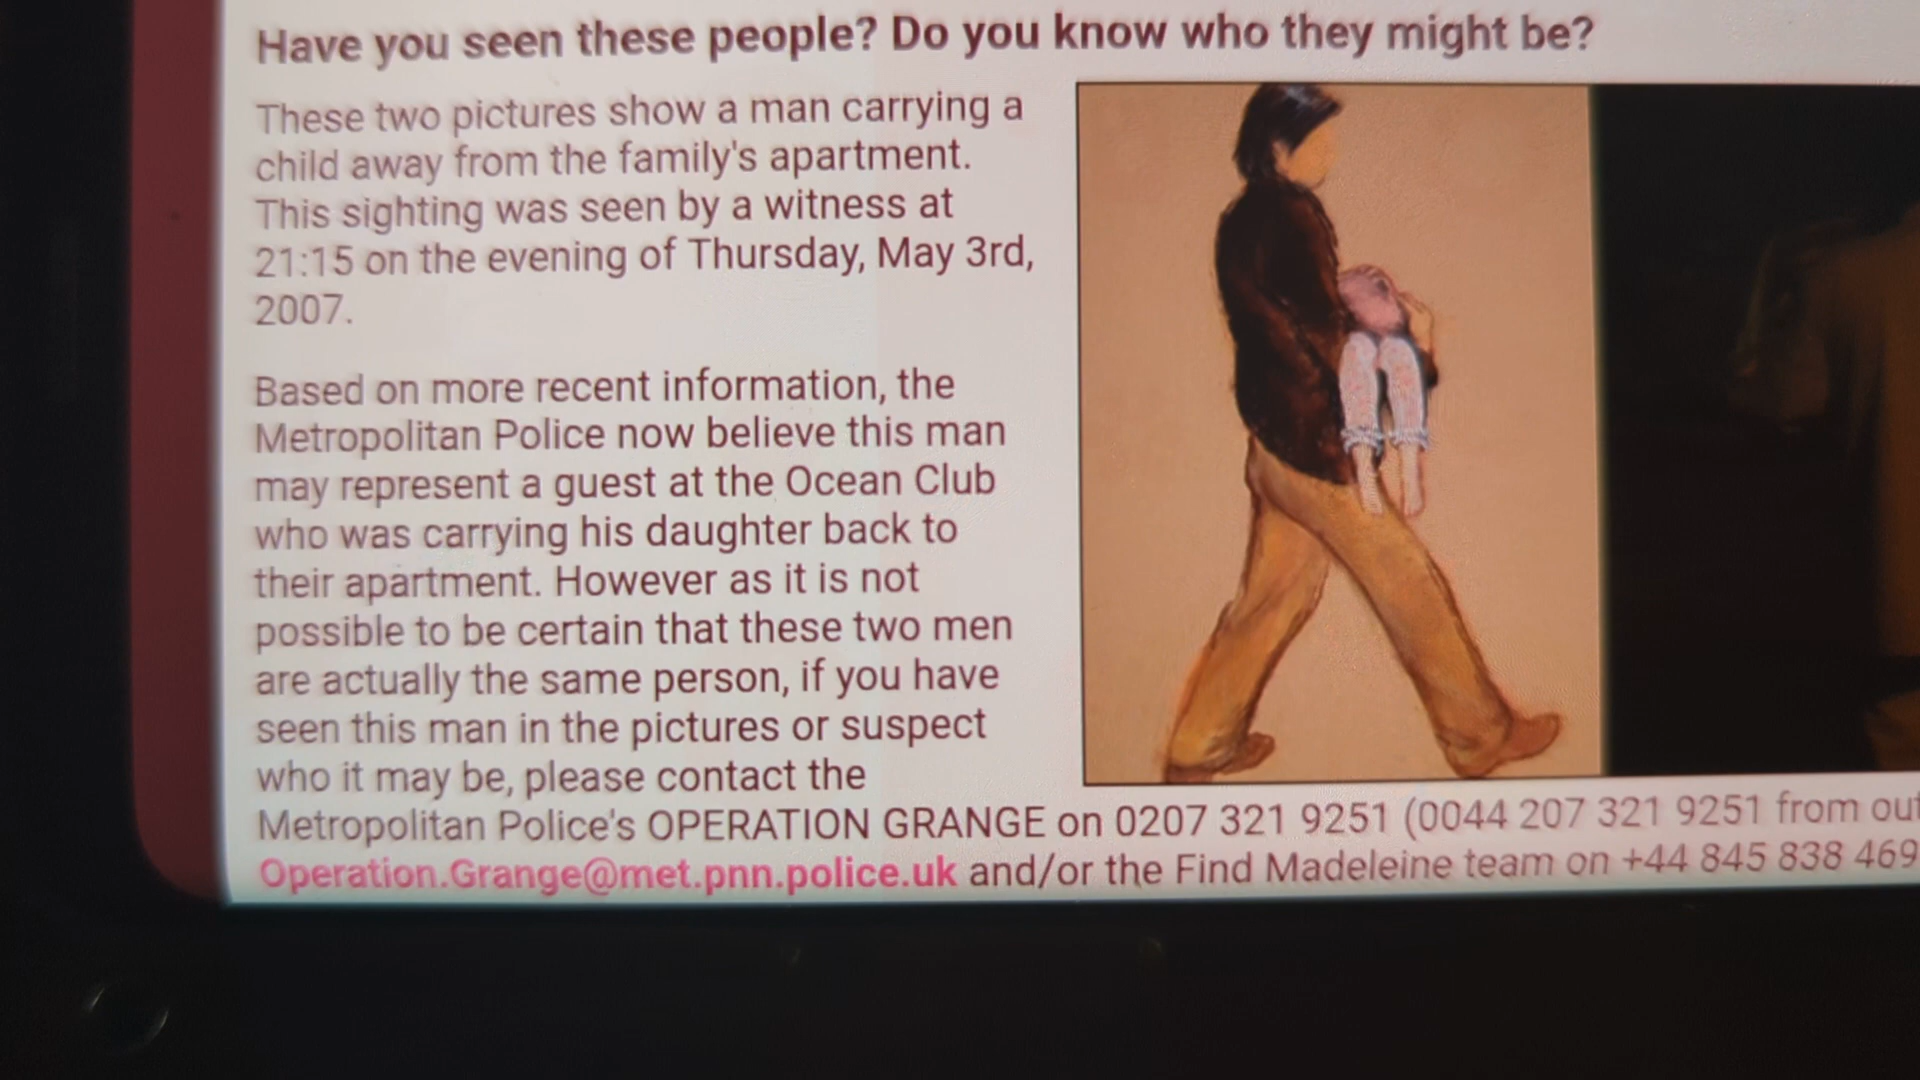 Have you seen these people? Do you know who they might be?
These two pictures show a man carrying a
child away from the family's apartment.
This sighting was seen by a witness at
21:15 on the evening of Thursday, May 3rd,
2007.
Based on more recent information, the
Metropolitan Police now believe this man
may represent a guest at the Ocean Club
who was carrying his daughter back to
their apartment. However as it is not
possible to be certain that these two men
are actually the same person, if you have
seen this man in the pictures or suspect
who it may be, please contact the
Metropolitan Police's OPERATION GRANGE on 0207 321 9251 (0044 207 321 9251 from
Operation.Grange@met.pnn.police.uk and/or the Find Madeleine team on +44 845 838 469